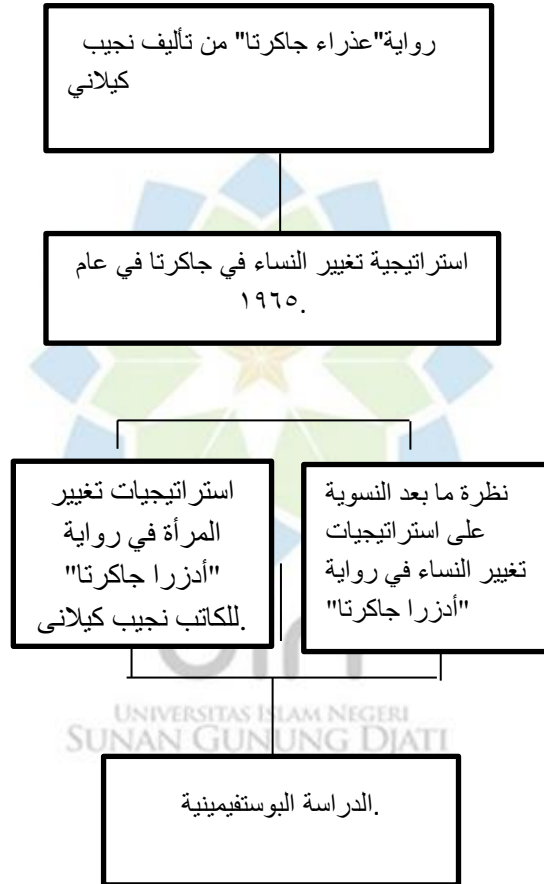 رواية"عذراء جاكرتا" من تأليف نجيب
كيلاني
استراتيجية تغيير النساء في جاكرتا في عام
.١٩٦٥
نظرة ما بعد النسوية
على استراتيجيات
تغيير النساء في رواية
"أدزرا جاكرتا"
استراتيجيات تغيير
المرأة في رواية
"أدزرا جاكرتا"
.للكاتب نجيب كيلانى
UNIVERSITAS ISLAM NEGERI
SUNAN GUNUNG DJATI
.الدراسة البوستفيمينية